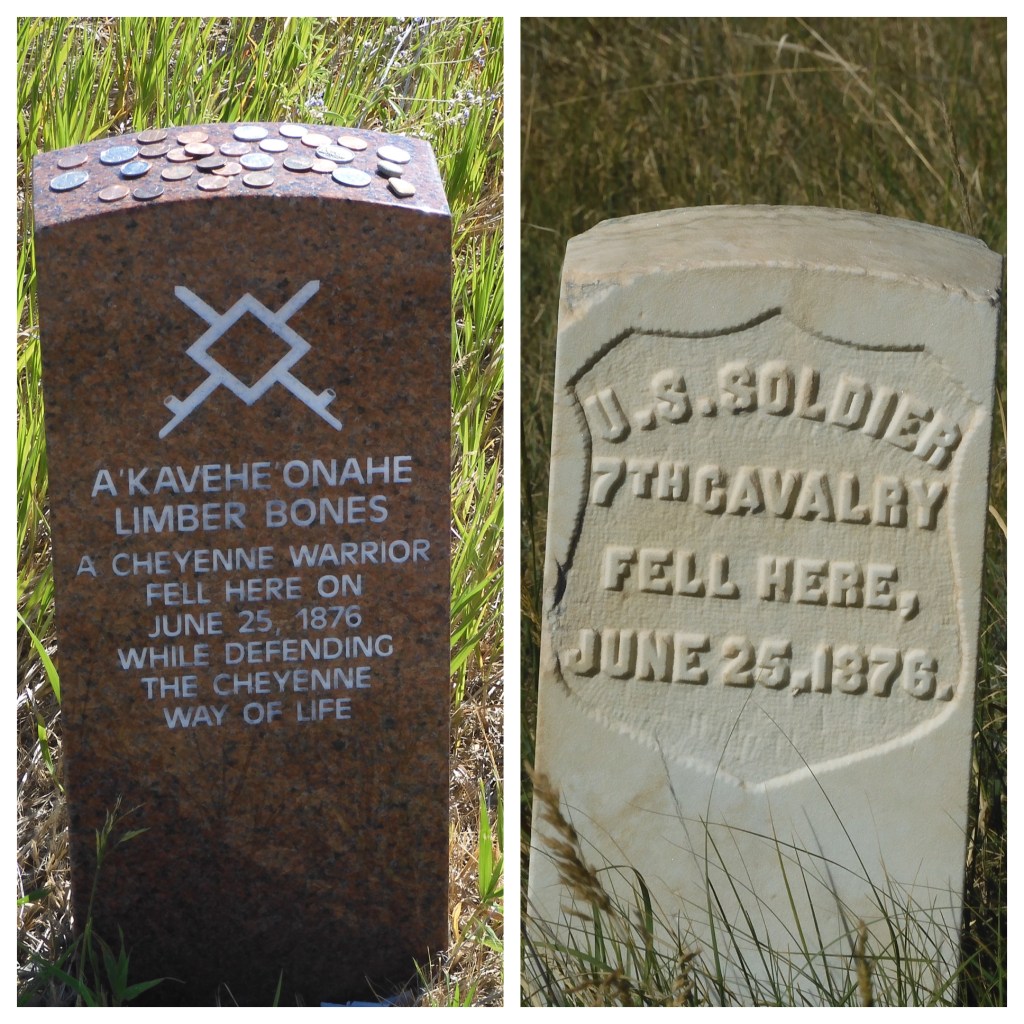 A'KAVEHE'ONAHE
LIMBER BONES
A CHEYENNE WARRIOR
FELL HERE ON
JUNE 25, 1876
WHILE DEFENDING
THE CHEYENNE
WAY OF LIFE
U.S. SOLDIER
7TH CAVALRY
FELL HERE,
JUNE 25, 1876.